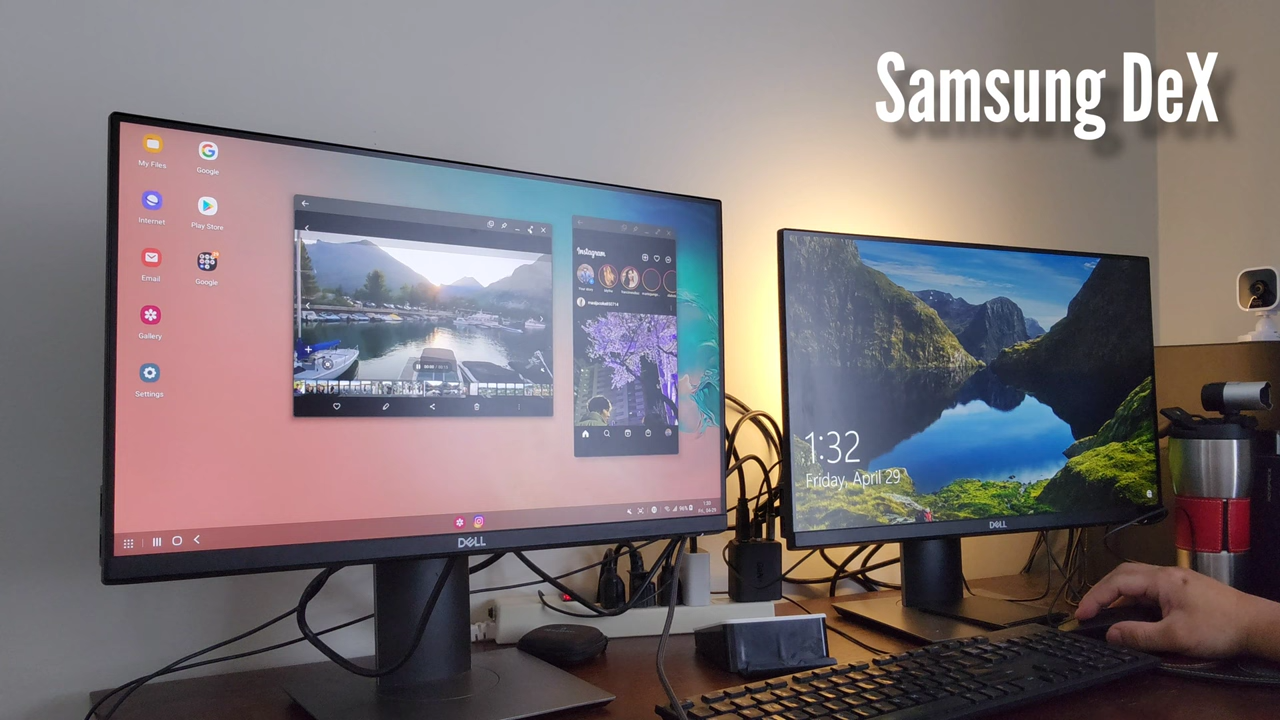 Samsung DeX
My Files
Google
Internet
Play Store
Email
Google
Gallery
Settings
Instagram
DELL
1:32
Friday, April 29
DELL